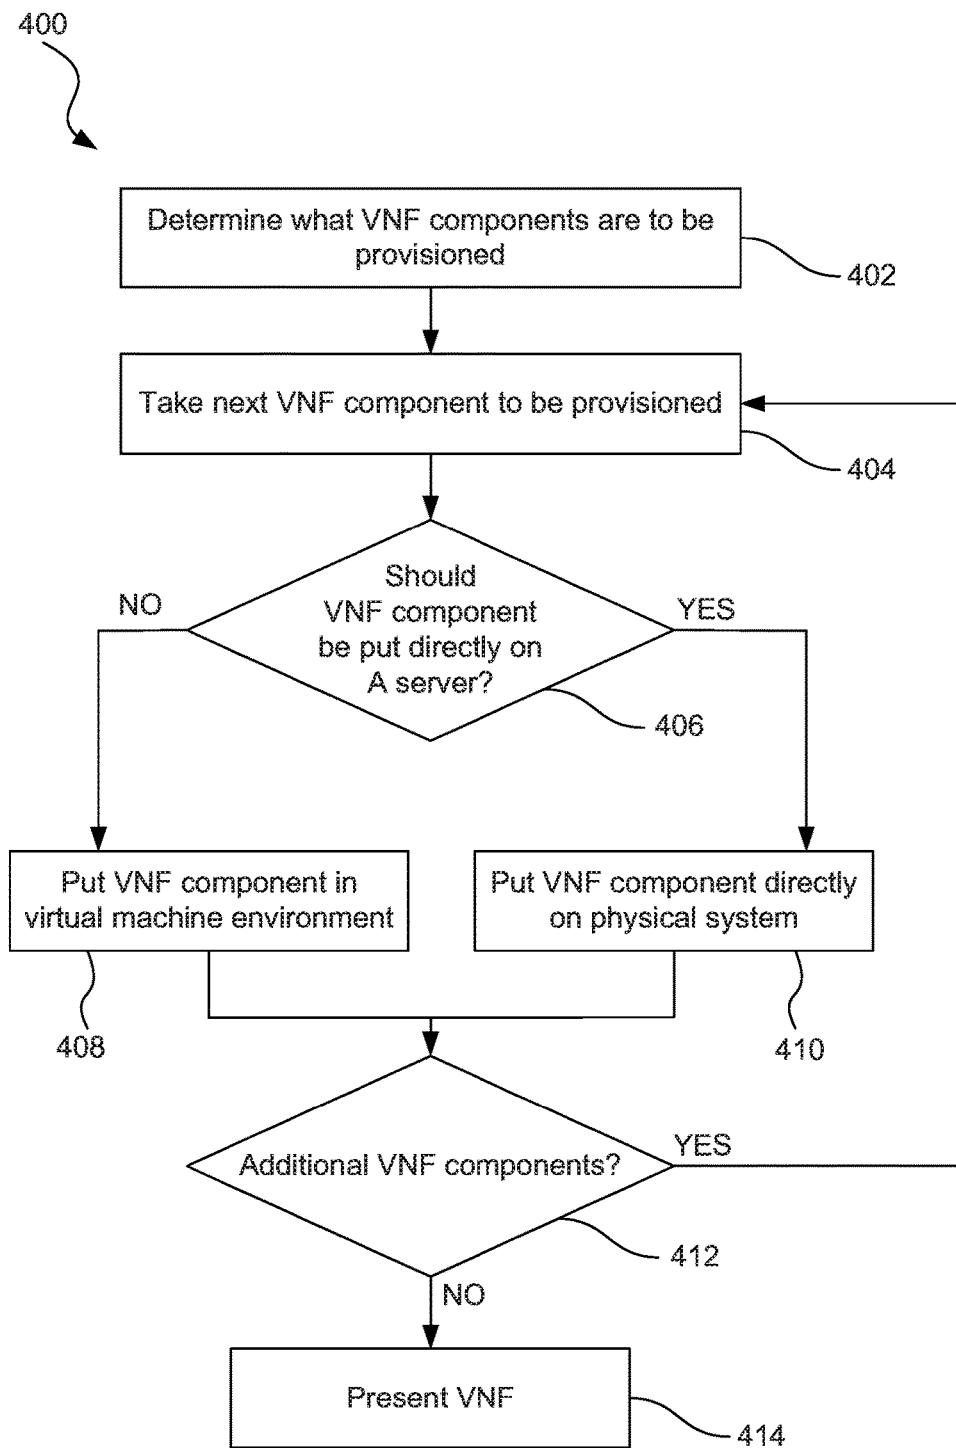 400
Determine what VNF components are to be
provisioned
402
Take next VNF component to be provisioned
404
Should
VNF component
be put directly on
A server?
NO
YES
406
Put VNF component in
virtual machine environment
Put VNF component directly
on physical system
408
410
Additional VNF components?
YES
412
NO
Present VNF
414